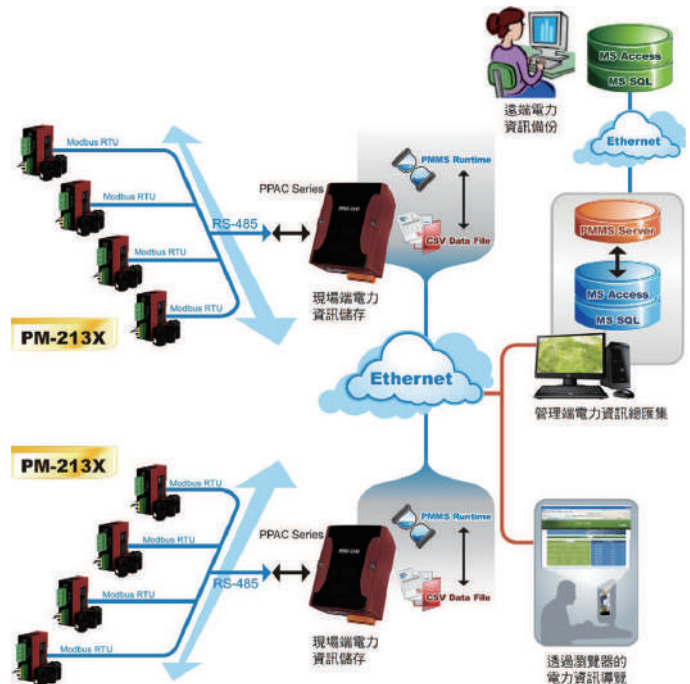 MS Access
MS SQL
遠端電力
資訊備份
Ethernet
PMMS Server
MS Access
MS SQL
管理端電力資訊總匯集
Modbus RTU
Modbus RTU
Modbus RTU
Modbus RTU
RS-485
PPAC Series
PMMS Runtime
CSV Data File
現場端電力
資訊儲存
PM-213X
Ethernet
PM-213X
Modbus RTU
Modbus RTU
Modbus RTU
Modbus RTU
RS-485
PPAC Series
PMMS Runtime
CSV Data File
現場端電力
資訊儲存
透過瀏覽器的
電力資訊導覽